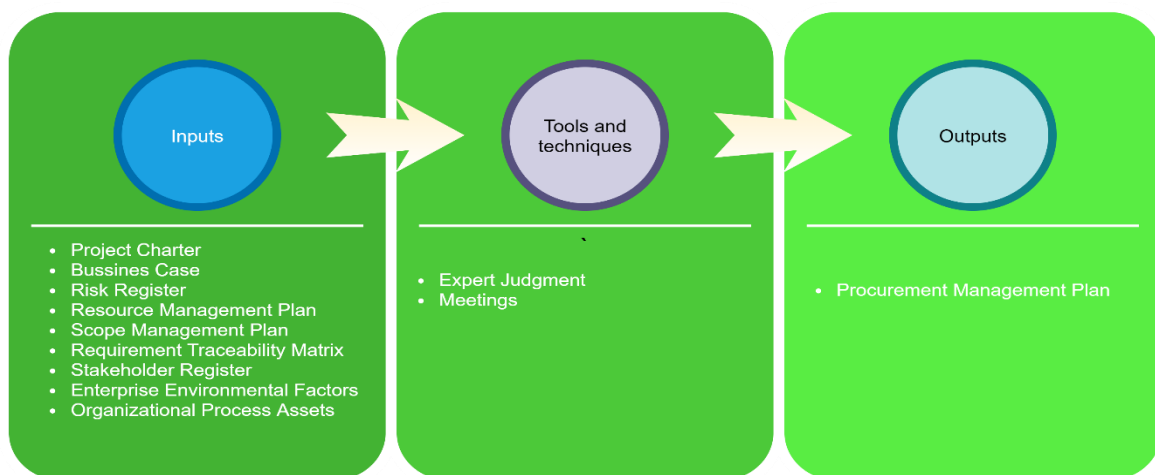 Inputs
• Project Charter
• Bussines Case
• Risk Register
• Resource Management Plan
• Scope Management Plan
• Requirement Traceability Matrix
• Stakeholder Register
• Enterprise Environmental Factors
• Organizational Process Assets
Tools and
techniques
`
• Expert Judgment
• Meetings
Outputs
• Procurement Management Plan